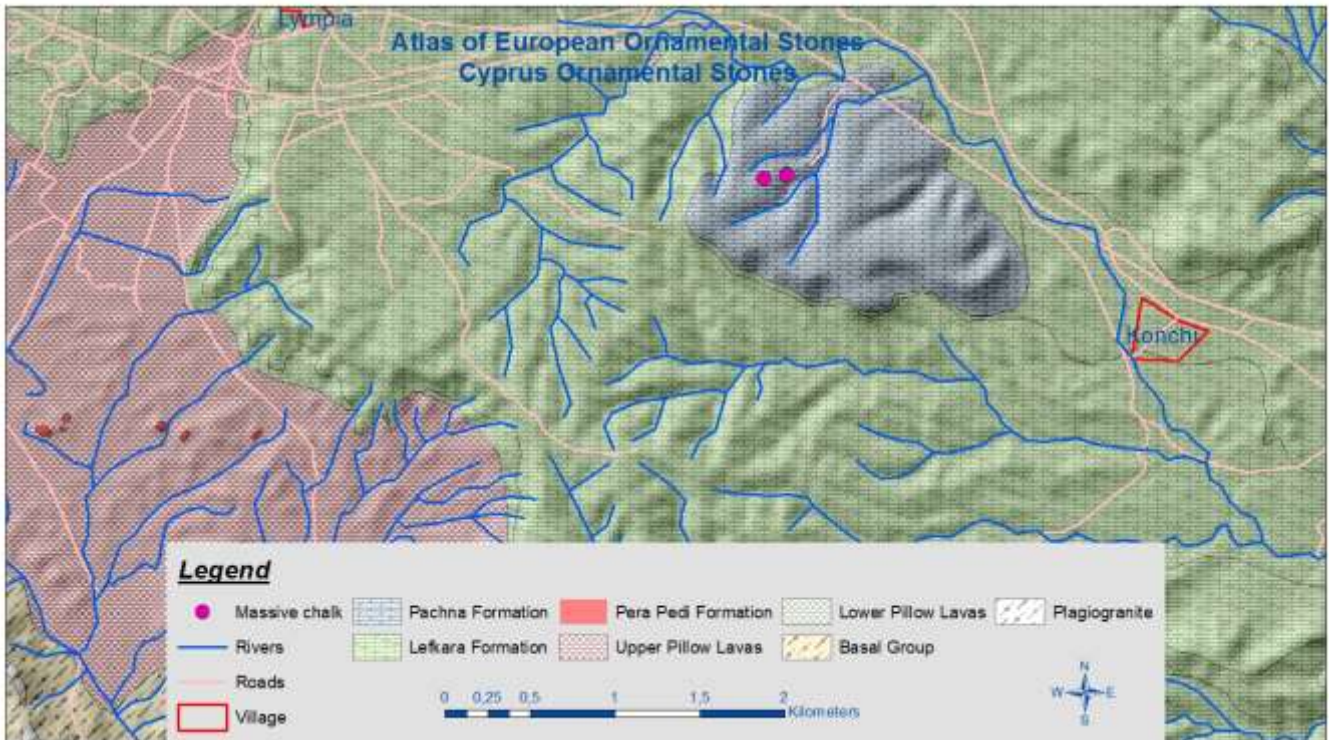 Lympia
Atlas of European Ornamental Stones
Cyprus Ornamental Stones
Konchi
Legend
Massive chalk
Pachna Formation
Pera Pedi Formation
Lower Pillow Lavas
Plagiogranite
Rivers
Lefkara Formation
Upper Pillow Lavas
Basal Group
Roads
Village
0 0,25 0,5 1 1,5 2
Kilometers
N
W E
S